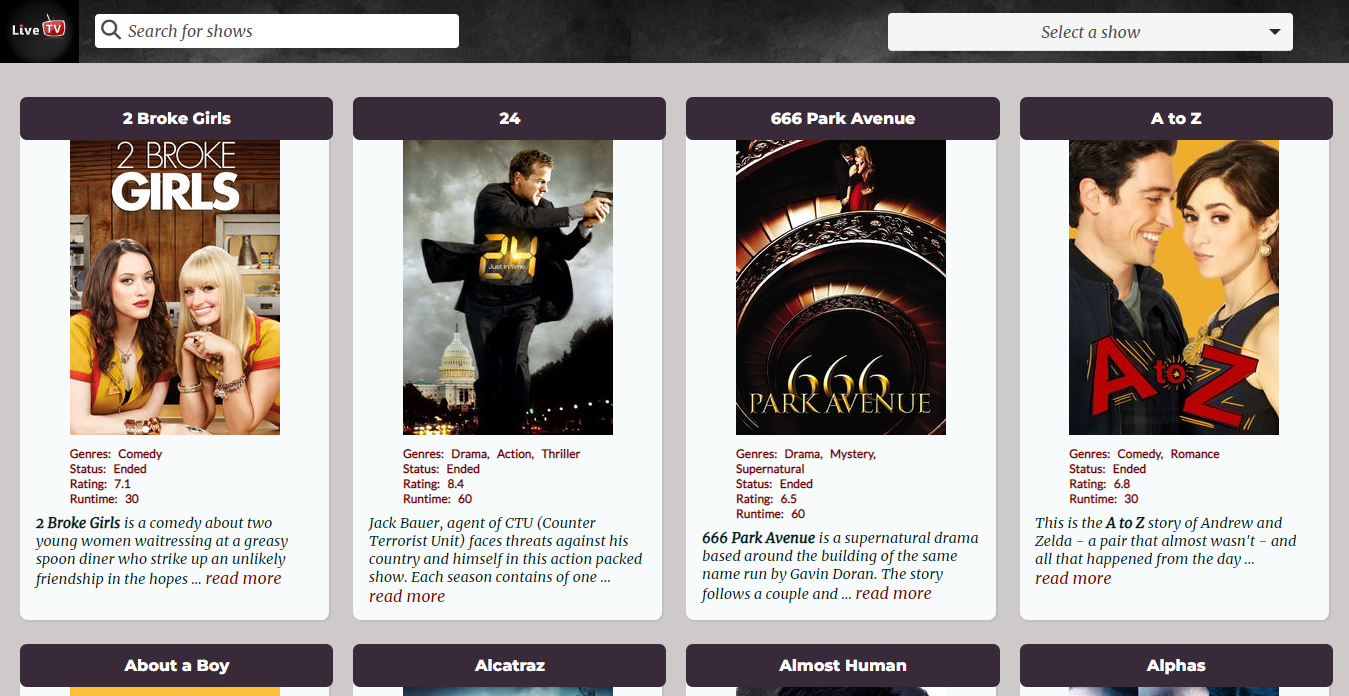 Live TV
Search for shows
Select a show
2 Broke Girls
24
666 Park Avenue
A to Z
2 BROKE
GIRLS
24
Just in time
666
PARK AVENUE
A to Z
Genres: Comedy
Status: Ended
Rating: 7.1
Runtime: 30
2 Broke Girls is a comedy about two
young women waitressing at a greasy
spoon diner who strike up an unlikely
friendship in the hopes ... read more
Genres: Drama, Action, Thriller
Status: Ended
Rating: 8.4
Runtime: 60
Jack Bauer, agent of CTU (Counter
Terrorist Unit) faces threats against his
country and himself in this action packed
show. Each season contains of one ...
read more
Genres: Drama, Mystery,
Supernatural
Status: Ended
Rating: 6.5
Runtime: 60
666 Park Avenue is a supernatural drama
based around the building of the same
name run by Gavin Doran. The story
follows a couple and ... read more
Genres: Comedy, Romance
Status: Ended
Rating: 6.8
Runtime: 30
This is the A to Z story of Andrew and
Zelda - a pair that almost wasn't - and
all that happened from the day ...
read more
About a Boy
Alcatraz
Almost Human
Alphas